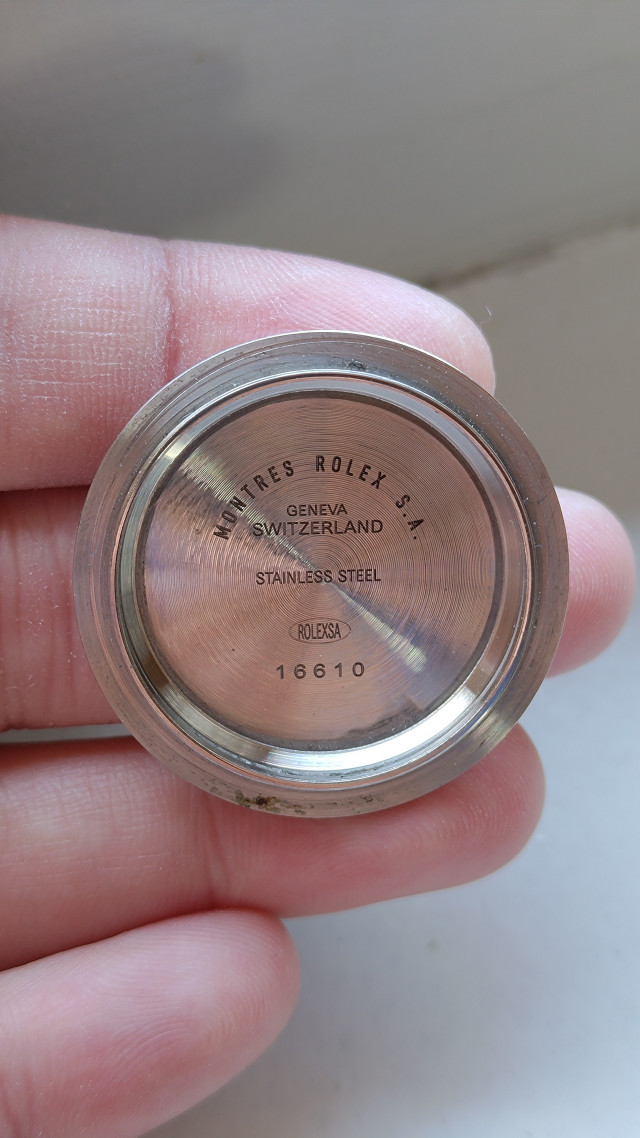 MONTRES ROLEX S.A.
GENEVA
SWITZERLAND
STAINLESS STEEL
ROLEXSA
16610